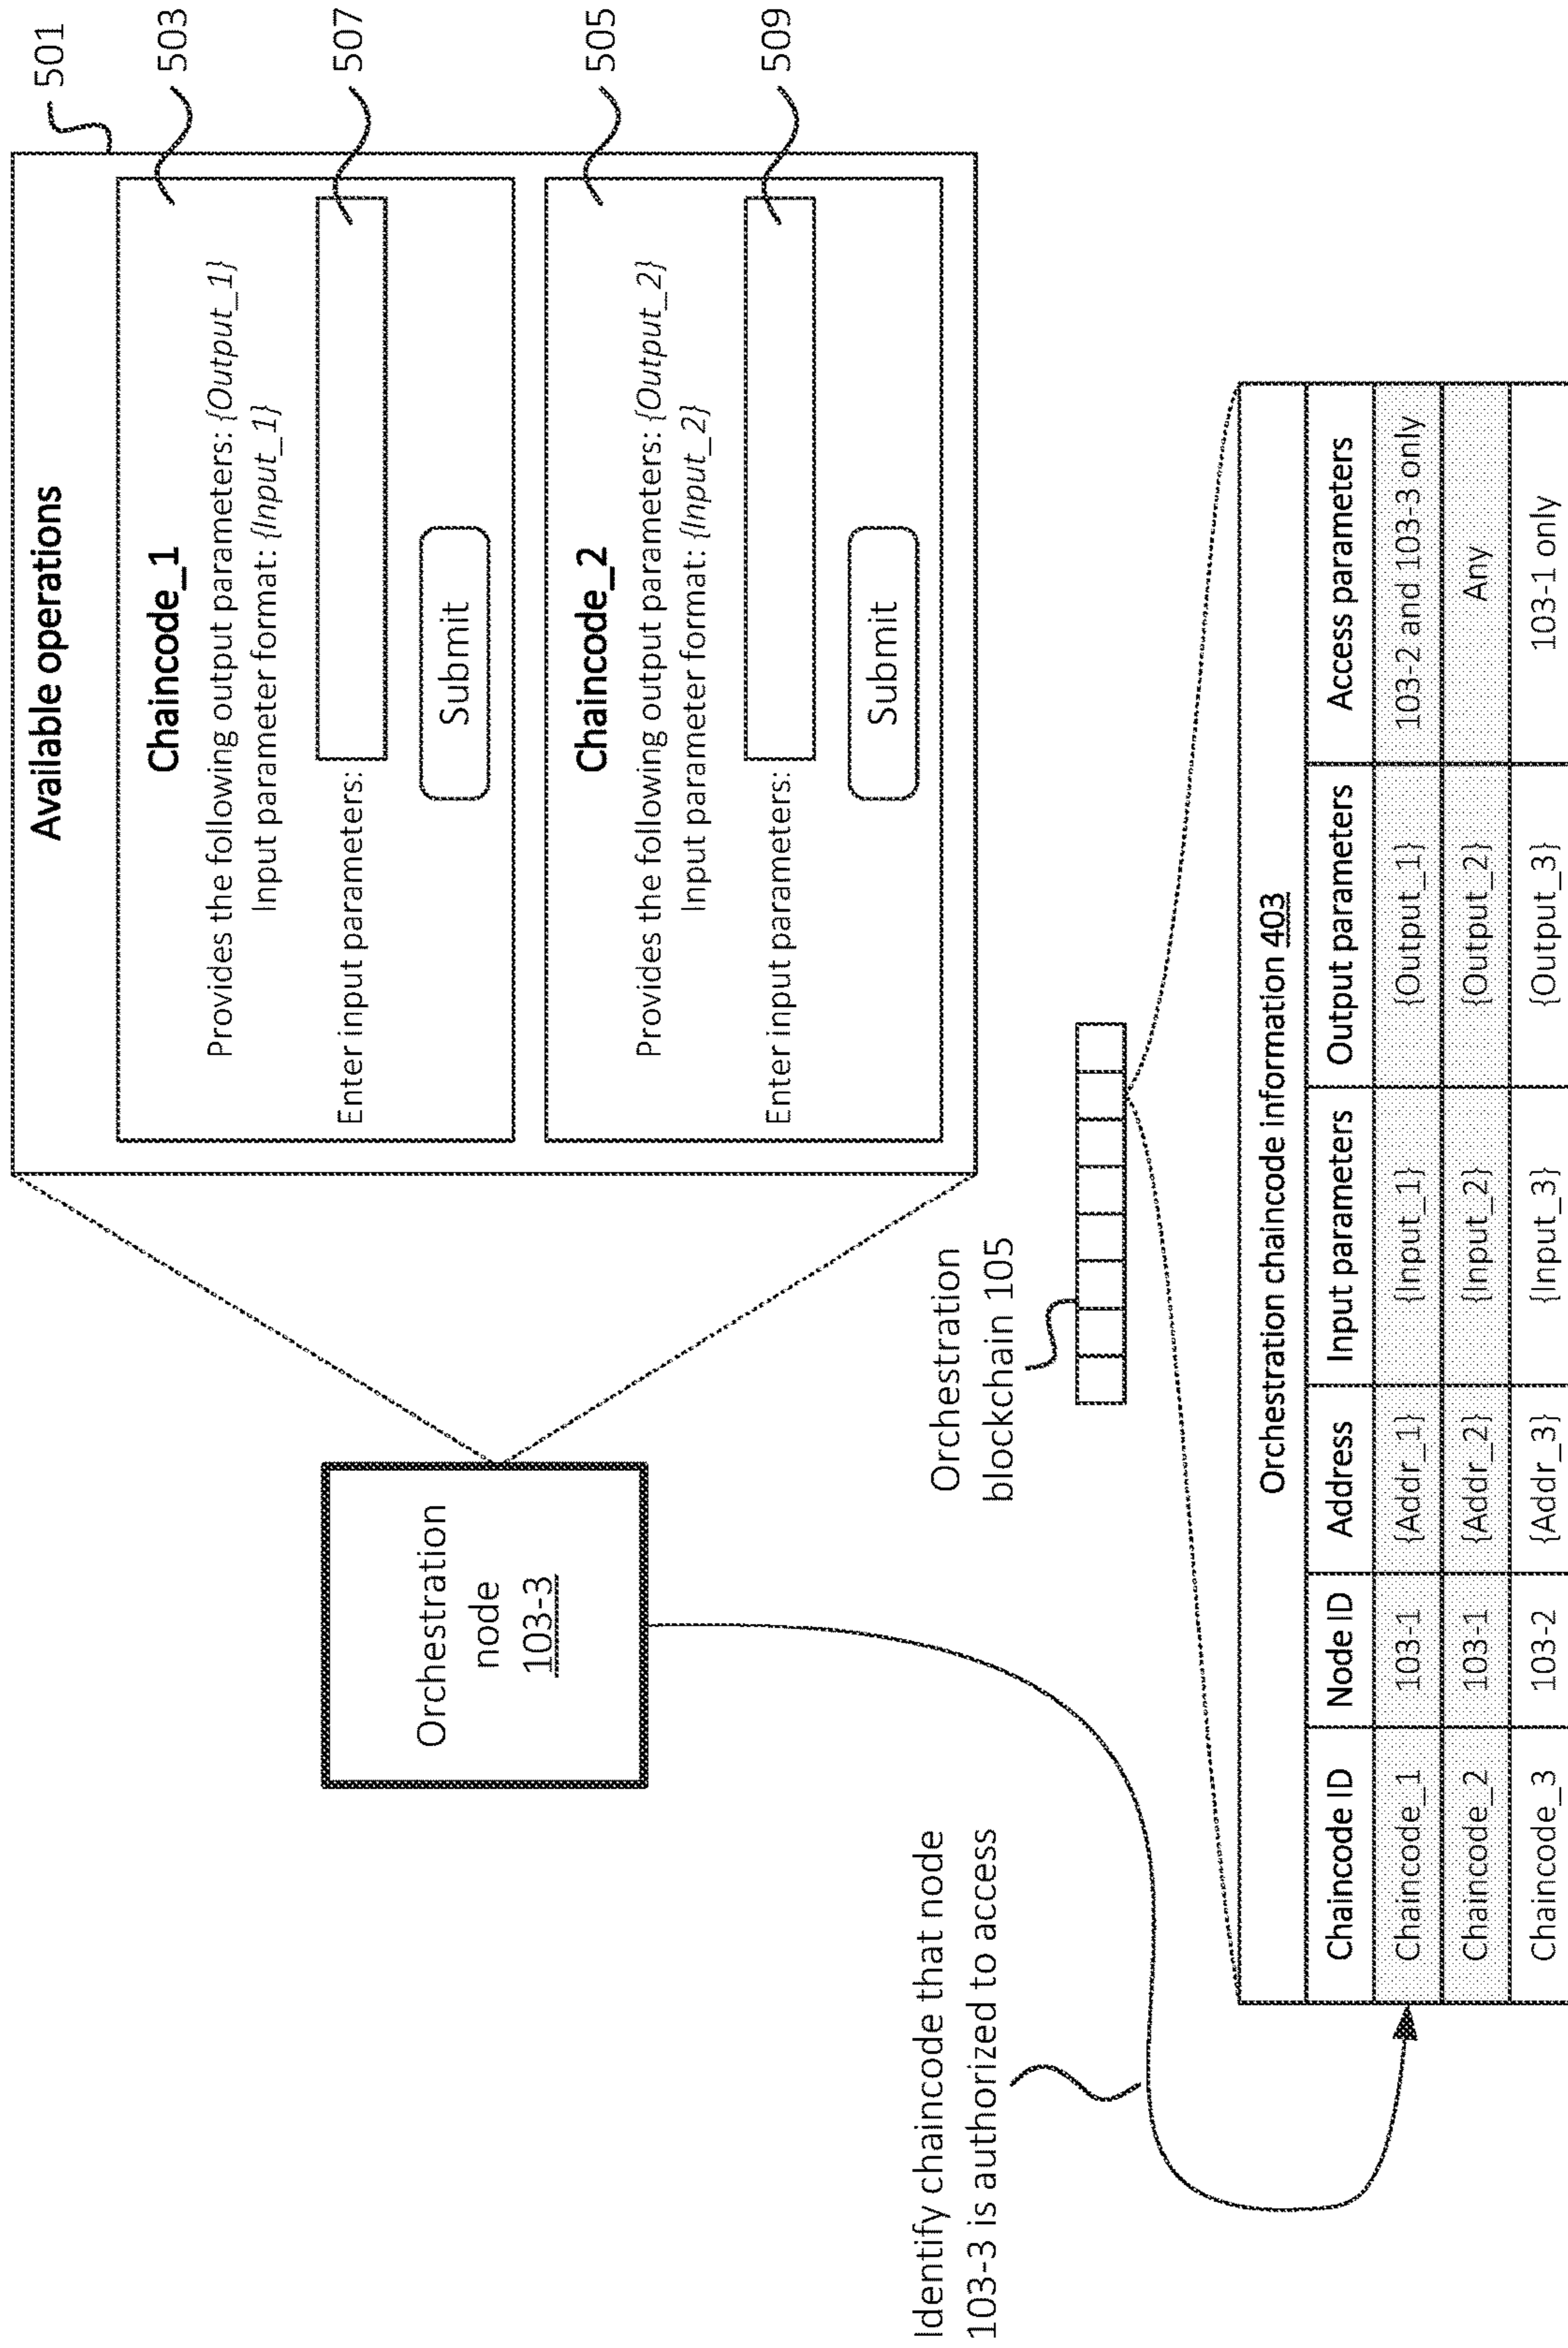 Available operations
501
Chaincode_1
503
Provides the following output parameters: {Output_1}
Input parameter format: {Input_1}
Enter input parameters:
507
Submit
Chaincode_2
505
Provides the following output parameters: {Output_2}
Input parameter format: {Input_2}
Enter input parameters:
509
Submit
Orchestration
node
103-3
Orchestration
blockchain 105
Identify chaincode that node
103-3 is authorized to access
Orchestration chaincode information 403
Chaincode ID Node ID Address Input parameters Output parameters Access parameters
Chaincode_1 103-1 {Addr_1} {Input_1} {Output_1} 103-2 and 103-3 only
Chaincode_2 103-1 {Addr_2} {Input_2} {Output_2} Any
Chaincode_3 103-2 {Addr_3} {Input_3} {Output_3} 103-1 only